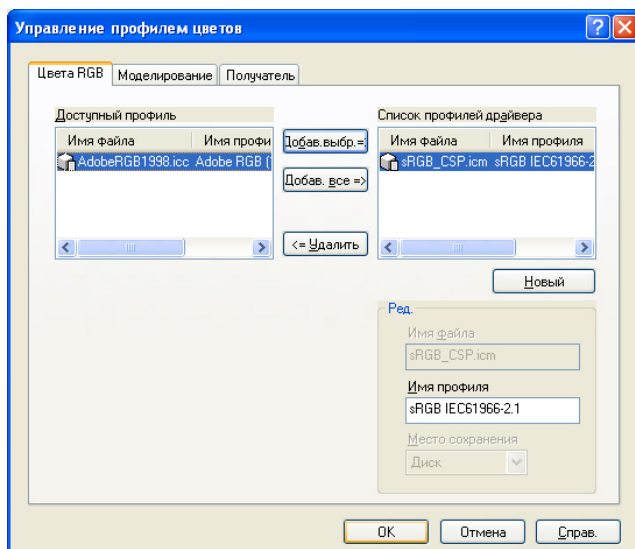 Управление профилем цветов
Цвета RGB Моделирование Получатель
Доступный профиль
Имя файла Имя профи
AdobeRGB1998.icc Adobe RGB (
Добав.выбр.=
Добав. все =>
<= Удалить
Список профилей драйвера
Имя файла Имя профиля
sRGB_CSP.icm sRGB IEC61966-2
Новый
Ред.
Имя файла
sRGB_CSP.icm
Имя профиля
sRGB IEC61966-2.1
Место сохранения
Диск
OK Отмена Справ.